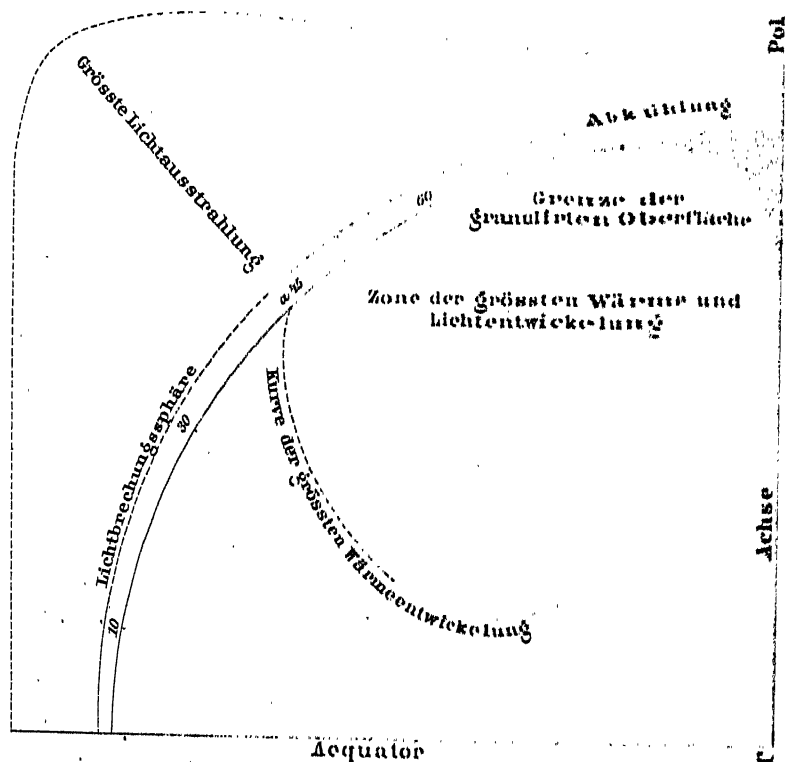 Pol
Abkühlung
Grösste Lichtausstrahlung
60
Grenze der
granulirten Oberfläche
a 45
Zone der grössten Wärme und
Lichtentwickelung
Lichtbrechungssphäre
30
Kurve der grössten Wärmeentwickelung
Achse
10
Aequator